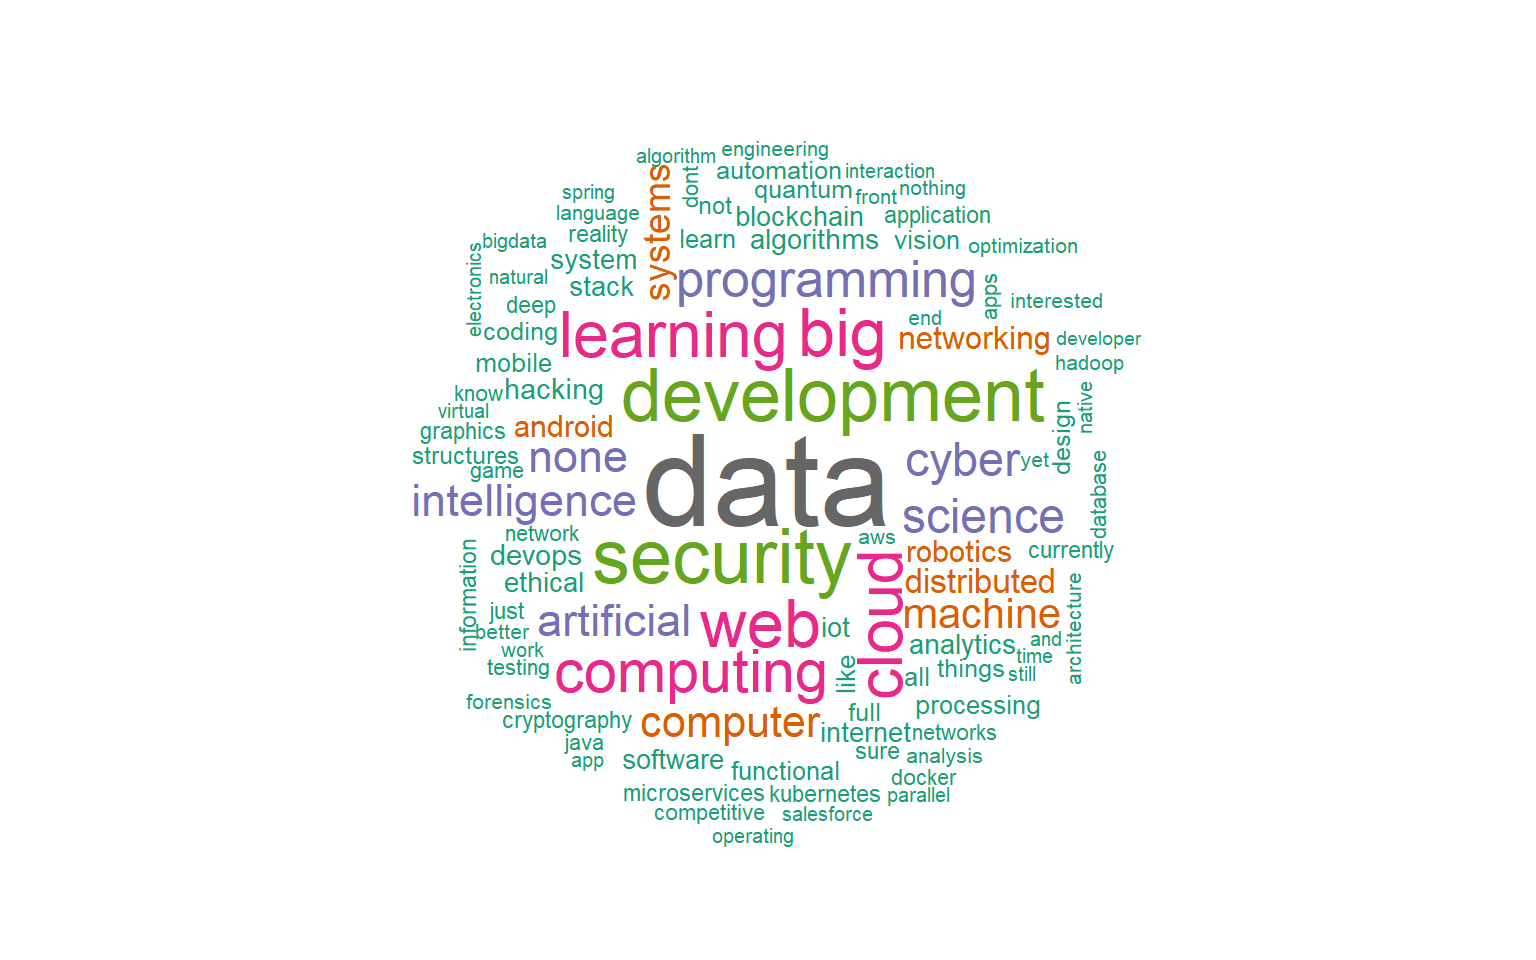 algorithm
engineering
systems
dont
automation
interaction
spring
quantum
front
nothing
language
not
blockchain
application
bigdata
reality
learn
algorithms
vision
optimization
electronics
natural
system
stack
programming
apps
interested
deep
coding
learning
big
end
networking
developer
mobile
hadoop
know
hacking
development
native
virtual
graphics
android
design
structures
game
none
data
cyber
yet
database
intelligence
science
network
devops
security
aws
robotics
currently
information
ethical
cloud
distributed
architecture
just
better
artificial
web
iot
machine
work
testing
computing
like
analytics
and
time
all
things
still
forensics
cryptography
computer
full
processing
java
app
internet
networks
software
functional
sure
analysis
docker
microservices
kubernetes
parallel
competitive
salesforce
operating